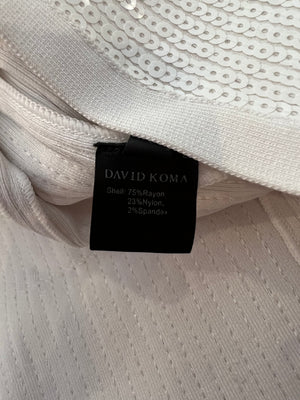 DAVID KOMA
Shell: 75%Rayon,
23%Nylon,
2%Spandex